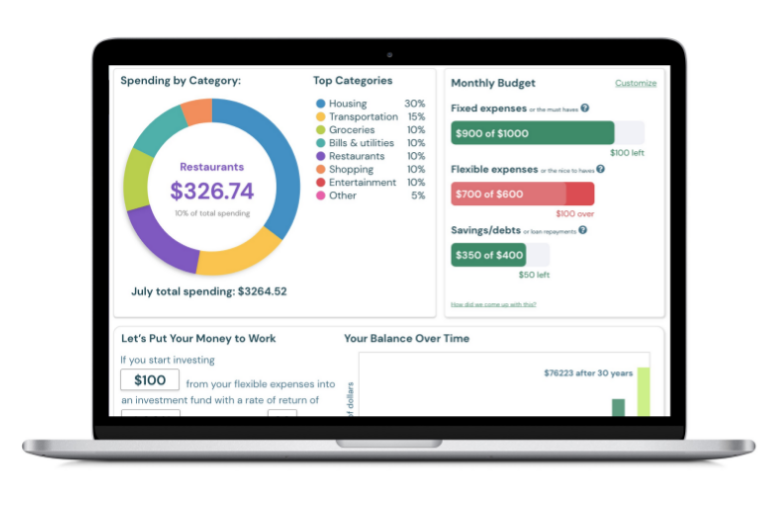 Spending by Category:
Restaurants
$326.74
10% of total spending
July total spending: $3264.52
Top Categories
Housing 30%
Transportation 15%
Groceries 10%
Bills & utilities 10%
Restaurants 10%
Shopping 10%
Entertainment 10%
Other 5%
Monthly Budget
Customize
Fixed expenses or the must haves ?
$900 of $1000
$100 left
Flexible expenses or the nice to haves ?
$700 of $600
$100 over
Savings/debts or loan repayments ?
$350 of $400
$50 left
How did we come up with this?
Let's Put Your Money to Work
If you start investing
$100 from your flexible expenses into
an investment fund with a rate of return of
Your Balance Over Time
$76223 after 30 years
of dollars